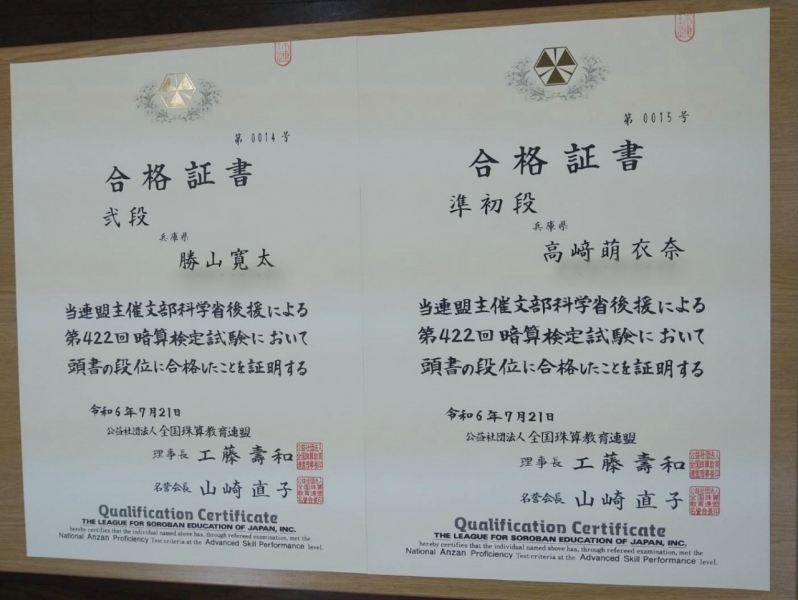 第0014号
合格証書
弐段
兵庫県
勝山寛太
当連盟主催文部科学省後援による
第422回暗算検定試験において
頭書の段位に合格したことを証明する
令和6年7月21日
公益社団法人 全国珠算教育連盟
理事長 工藤壽和
名誉会長 山崎直子
Qualification Certificate
THE LEAGUE FOR SOROBAN EDUCATION OF JAPAN, INC.
hereby certifies that the individual named above has, through refereed examination, met the
National Anzan Proficiency Test criteria at the Advanced Skill Performance level.
第0015号
合格証書
準初段
兵庫県
高﨑萌衣奈
当連盟主催文部科学省後援による
第422回暗算検定試験において
頭書の段位に合格したことを証明する
令和6年7月21日
公益社団法人 全国珠算教育連盟
理事長 工藤壽和
名誉会長 山崎直子
Qualification Certificate
THE LEAGUE FOR SOROBAN EDUCATION OF JAPAN, INC.
hereby certifies that the individual named above has, through refereed examination, met the
National Anzan Proficiency Test criteria at the Advanced Skill Performance level.